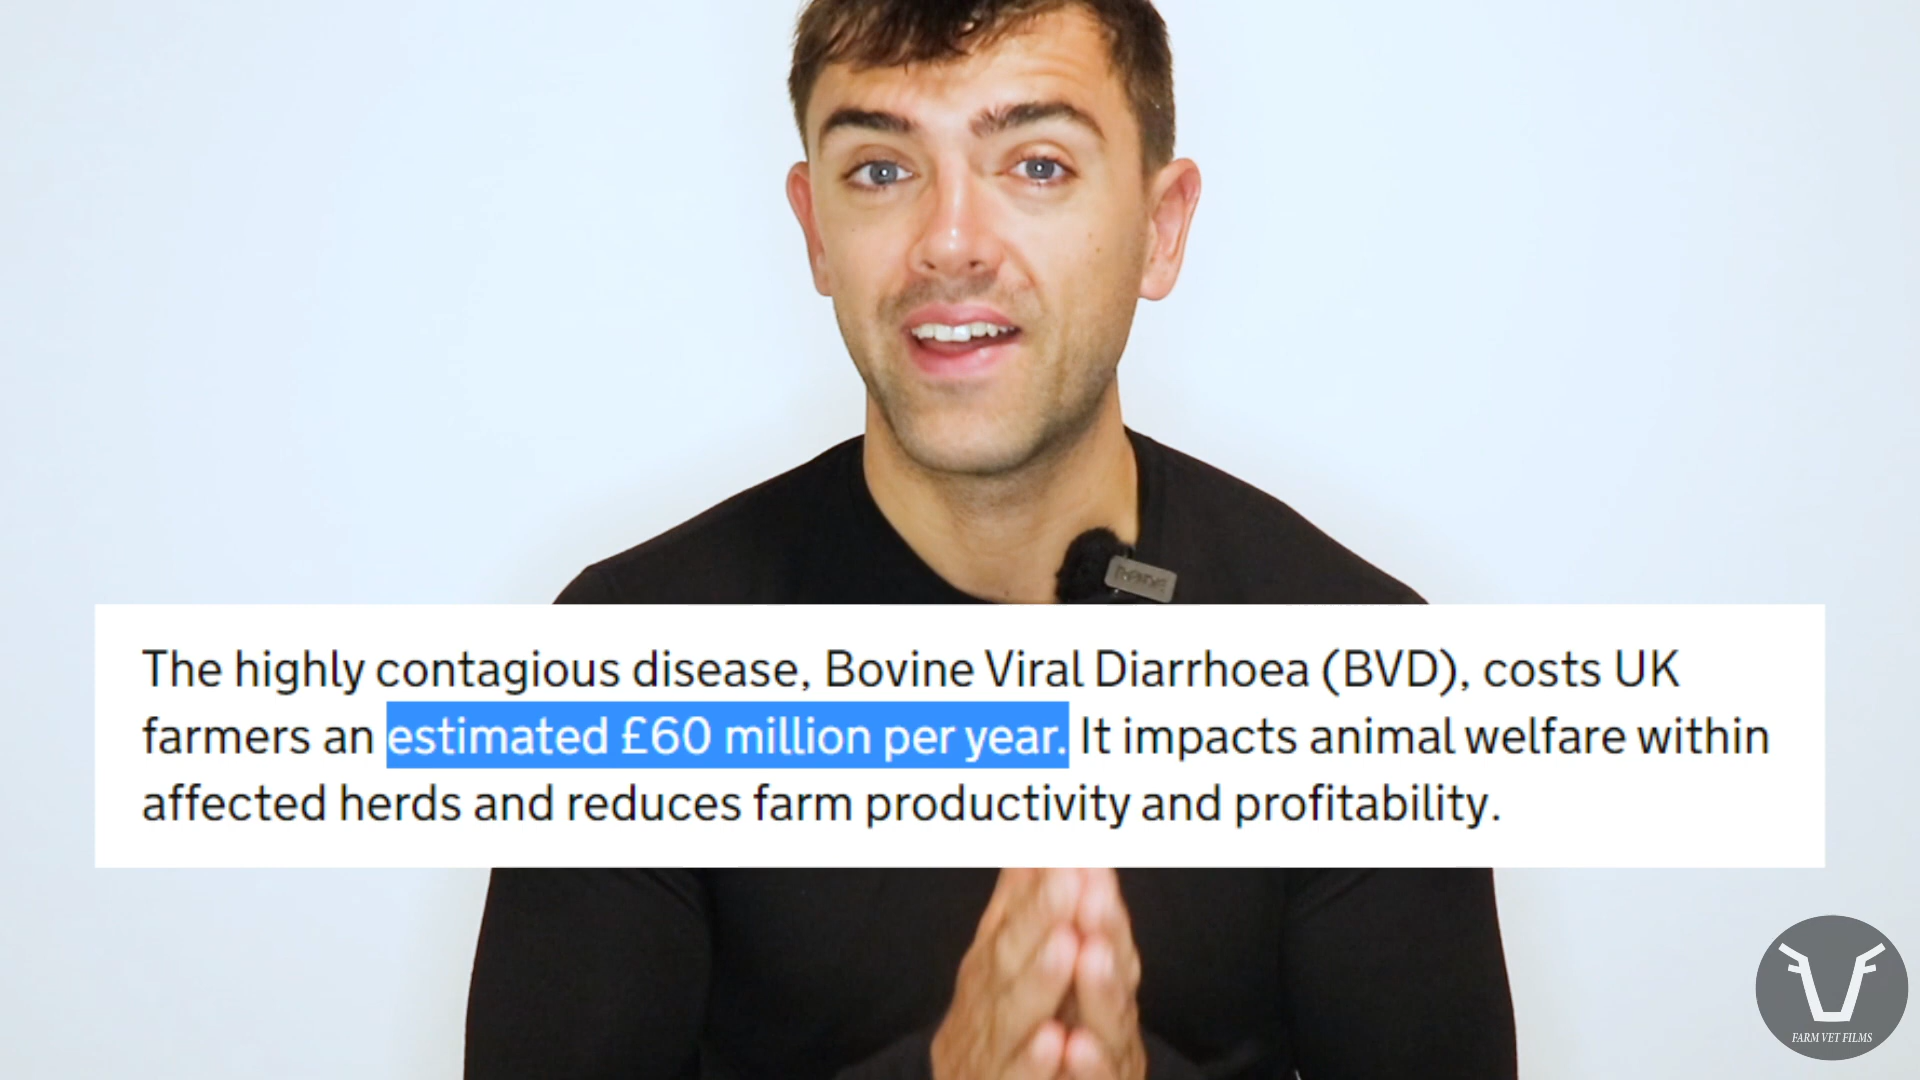 The highly contagious disease, Bovine Viral Diarrhoea (BVD), costs UK
farmers an estimated £60 million per year. It impacts animal welfare within
affected herds and reduces farm productivity and profitability.
FARM VET FILMS